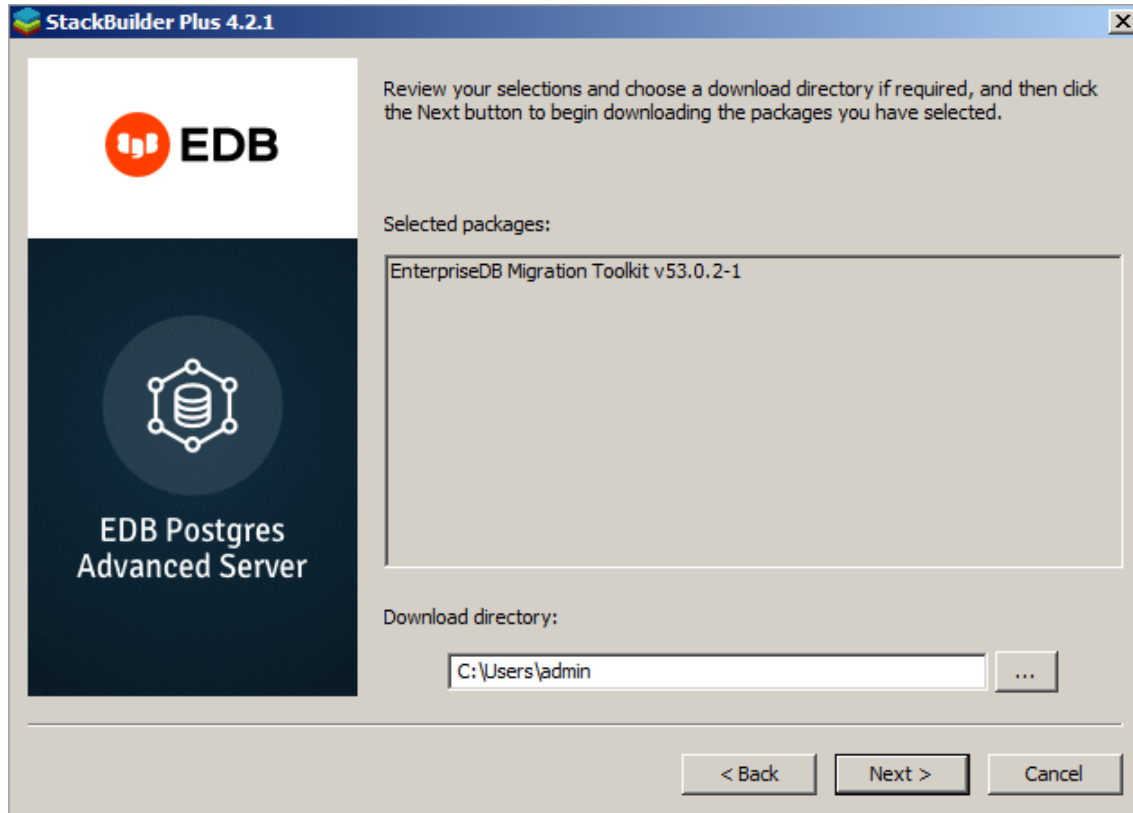 StackBuilder Plus 4.2.1
EDB
Review your selections and choose a download directory if required, and then click
the Next button to begin downloading the packages you have selected.
Selected packages:
EnterpriseDB Migration Toolkit v53.0.2-1
EDB Postgres
Advanced Server
Download directory:
C:\Users\admin
...
< Back
Next >
Cancel